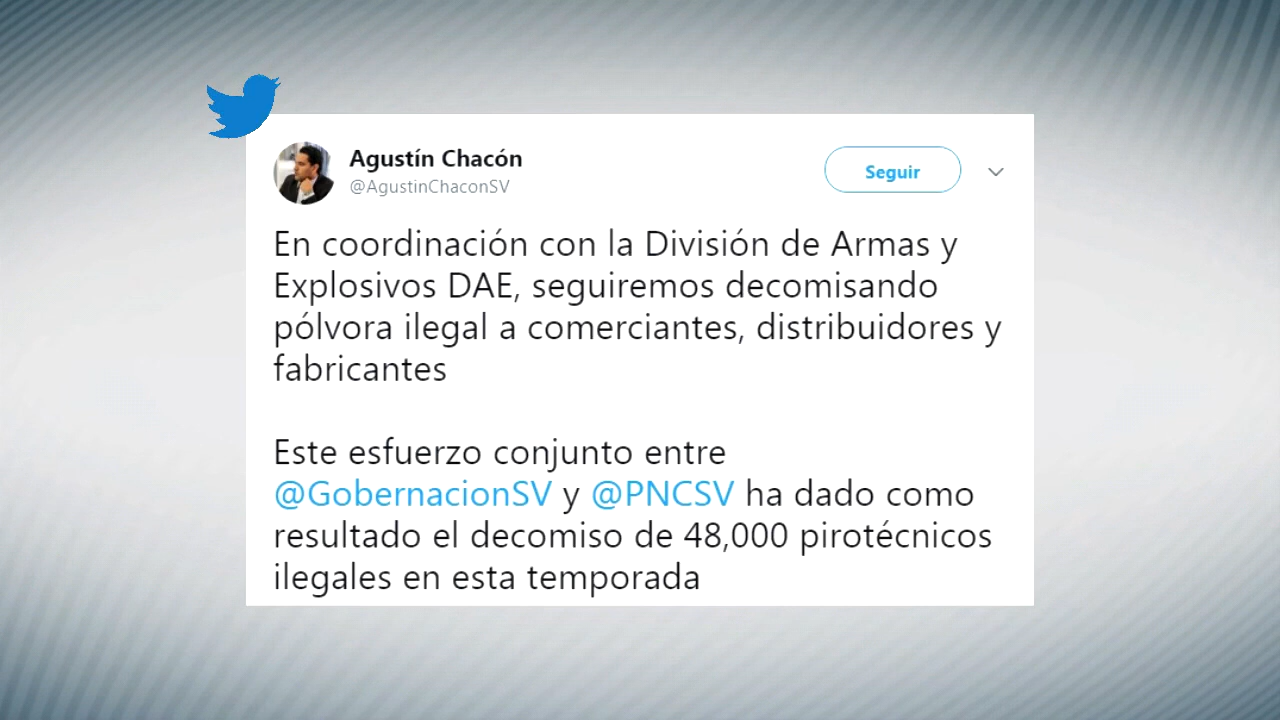 Agustín Chacón
@AgustinChaconSV
Seguir
En coordinación con la División de Armas y
Explosivos DAE, seguiremos decomisando
pólvora ilegal a comerciantes, distribuidores y
fabricantes
Este esfuerzo conjunto entre
@GobernacionSV y @PNCSV ha dado como
resultado el decomiso de 48,000 pirotécnicos
ilegales en esta temporada